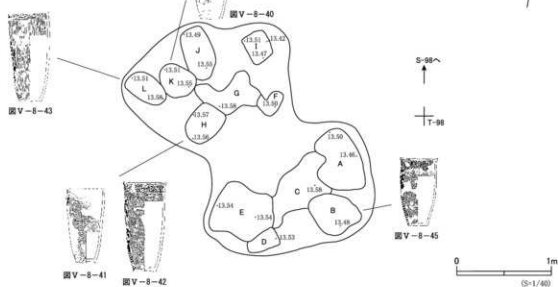 図Ⅴ-8-40
-13.49
J
13.55
-13.51
I
13.47
-13.42
S-98へ
-13.51
K
13.55
-13.51
L
13.58
G
-13.58
F
13.50
図Ⅴ-8-43
-13.57
H
-13.56
T-98
13.50
13.46
A
C
13.58
B
-13.48
-13.54
E
-13.54
D
-13.53
図Ⅴ-8-45
図Ⅴ-8-41
図Ⅴ-8-42
0
1m
(S=1/40)